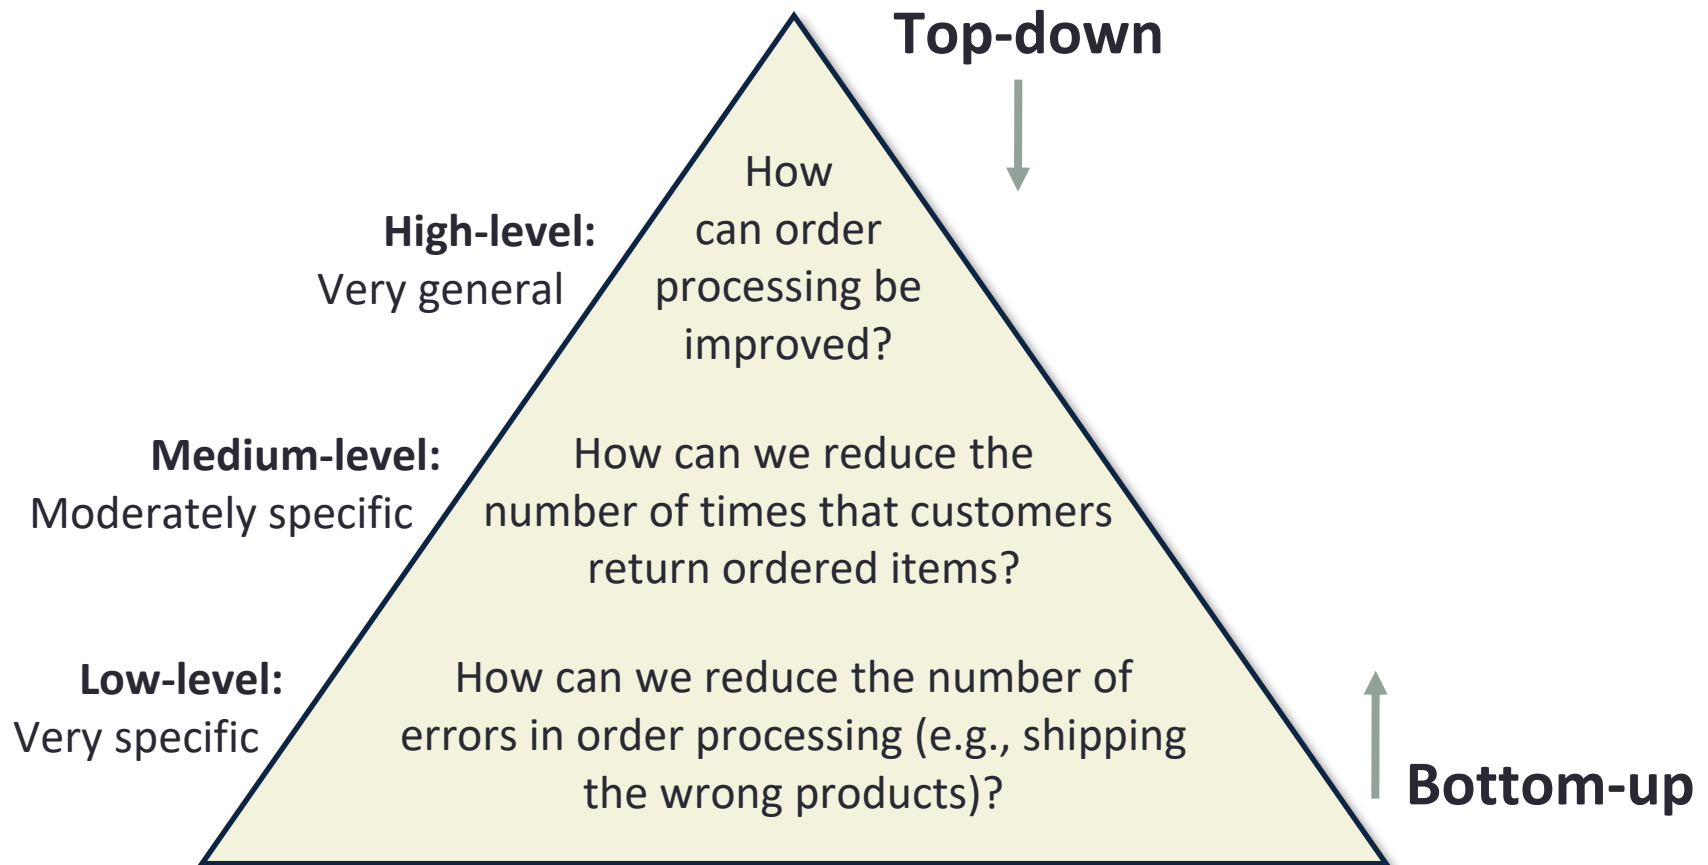 Top-down
High-level:
Very general
How
can order
processing be
improved?
Medium-level:
Moderately specific
How can we reduce the
number of times that customers
return ordered items?
Low-level:
Very specific
How can we reduce the number of
errors in order processing (e.g., shipping
the wrong products)?
Bottom-up